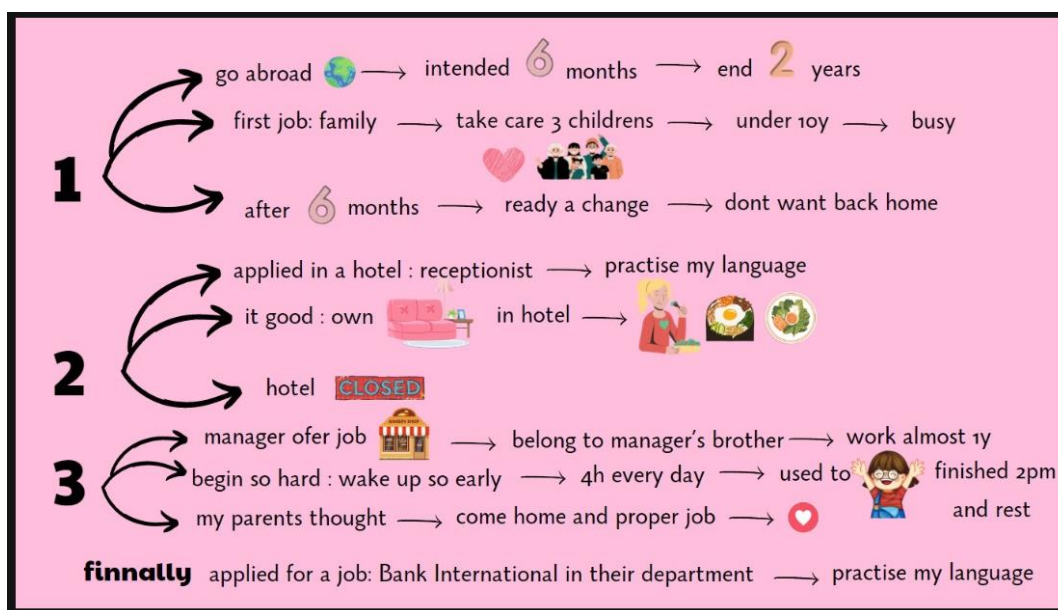 go abroad → intended 6 months → end 2 years
first job: family → take care 3 childrens → under 10y → busy
1
after 6 months → ready a change → dont want back home
applied in a hotel : receptionist → practise my language
it good : own in hotel →
2
hotel CLOSED
manager ofer job → belong to manager's brother → work almost 1y
3
begin so hard : wake up so early → 4h every day → used to finished 2pm
and rest
my parents thought → come home and proper job →
finnally applied for a job: Bank International in their department → practise my language